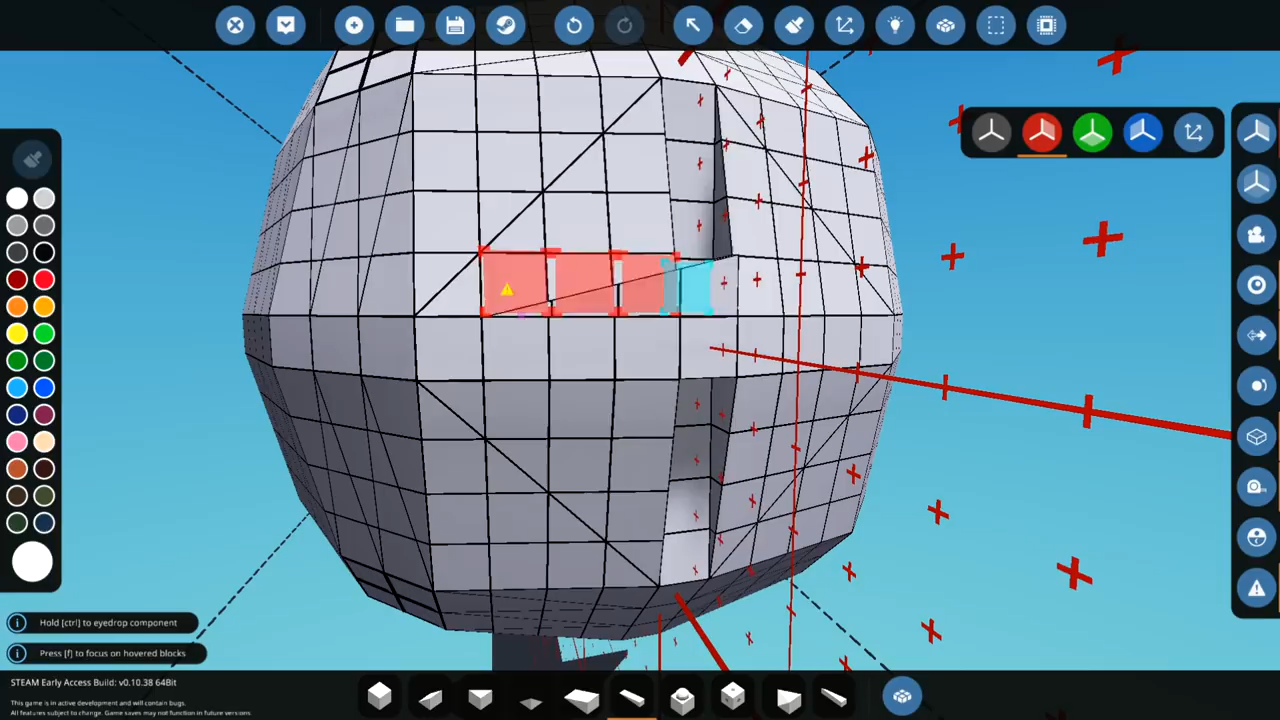 Hold [ctrl] to eyedrop component
Press [f] to focus on hovered blocks
STEAM Early Access Build: v0.10.38 64Bit
This game is in active development and will contain bugs.
All features subject to change. Game saves may not function in future versions.